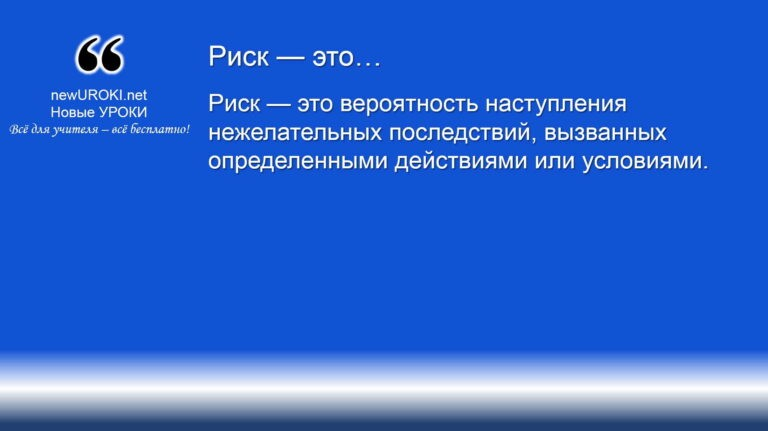 newUROKI.net
Новые УРОКИ
Всё для учителя – всё бесплатно!
Риск — это…
Риск — это вероятность наступления
нежелательных последствий, вызванных
определенными действиями или условиями.